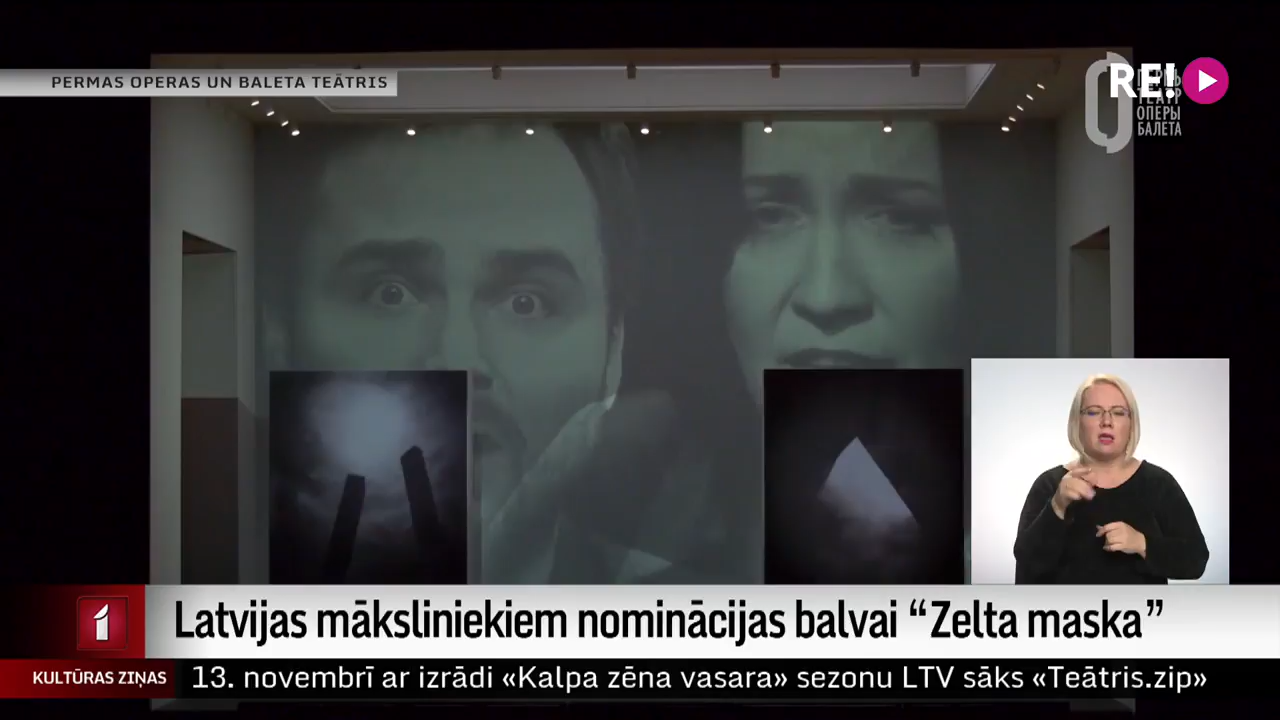 PERMAS OPERAS UN BALETA TEĀTRIS
RE!
ТЕАТР
ОПЕРЫ
БАЛЕТА
1
Latvijas māksliniekiem nominācijas balvai “Zelta maska”
KULTŪRAS ZIŅAS
13. novembrī ar izrādi «Kalpa zēna vasara» sezonu LTV sāks «Teātris.zip»